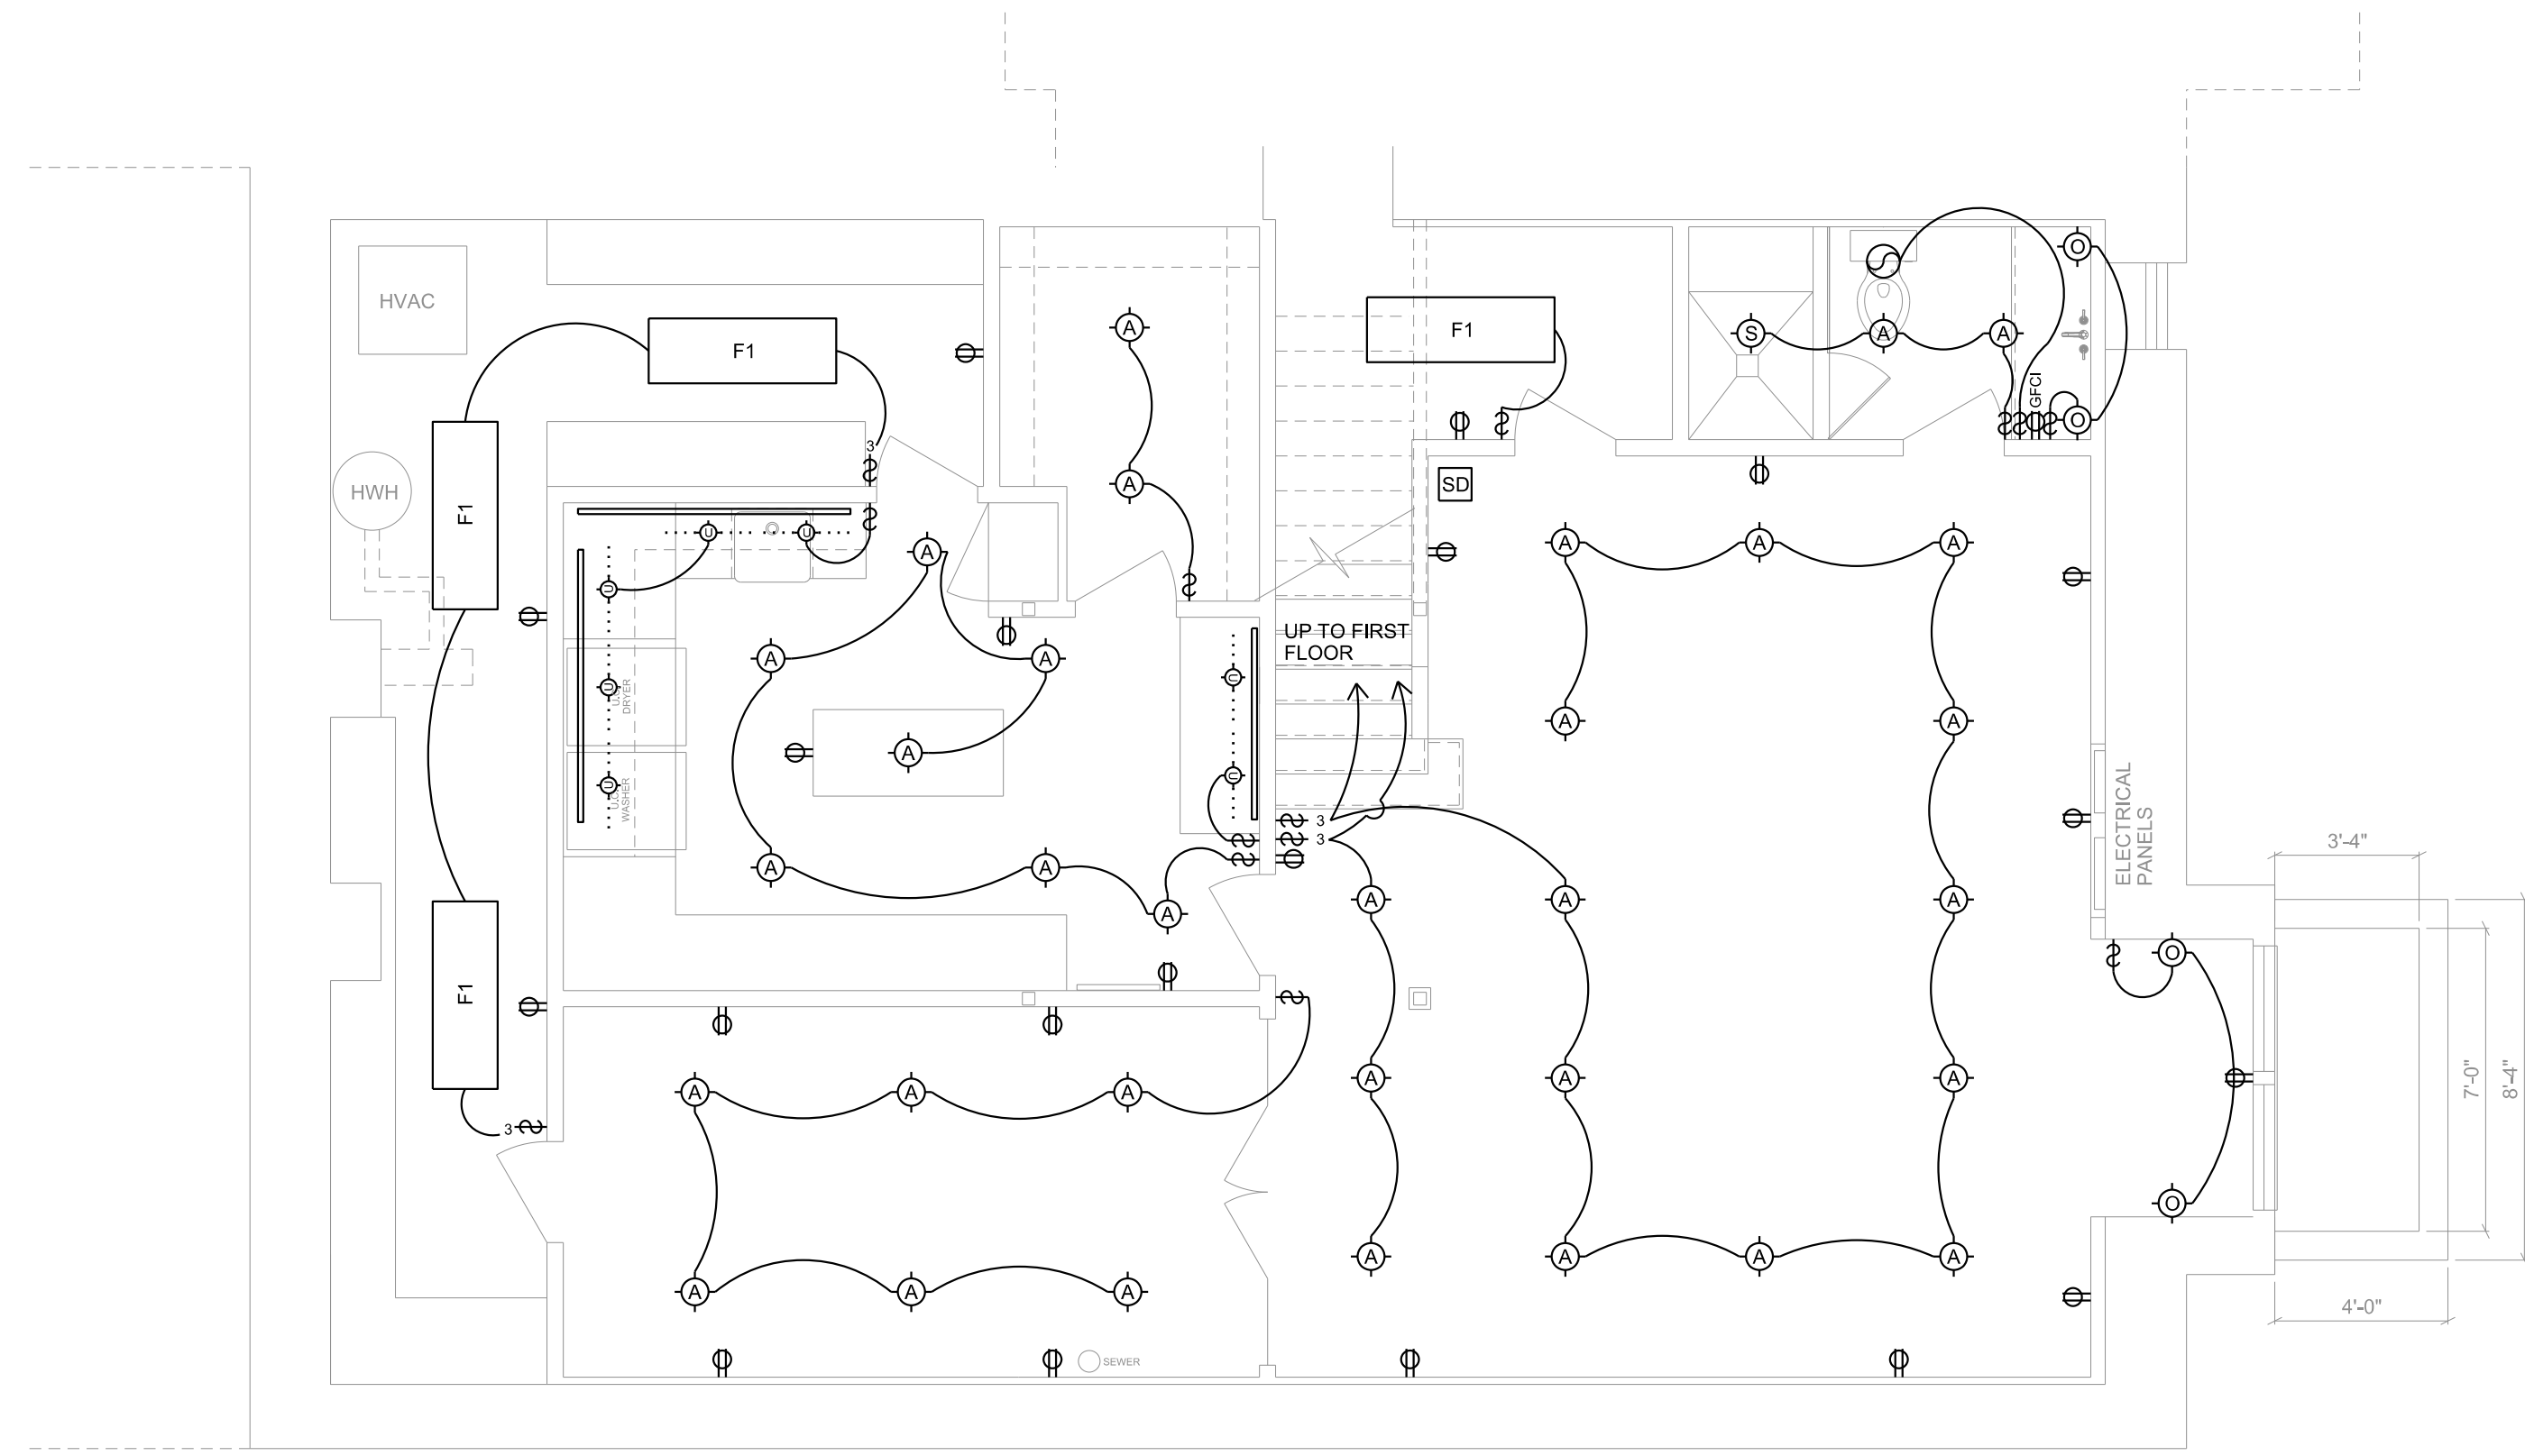 O
HVAC
A
F1
F1
S
A
A
GFCI
O
3
HWH
F1
A
SD
U
U
A
A
A
A
U
UP TO FIRST
FLOOR
A
A
U
U
DRYER
A
A
A
U
U
WASHER
ELECTRICAL
PANELS
3
3
3'-4"
A
A
A
A
A
A
O
F1
7'-0"
8'-4"
A
A
A
A
A
A
3
O
A
A
A
A
A
A
A
4'-0"
SEWER